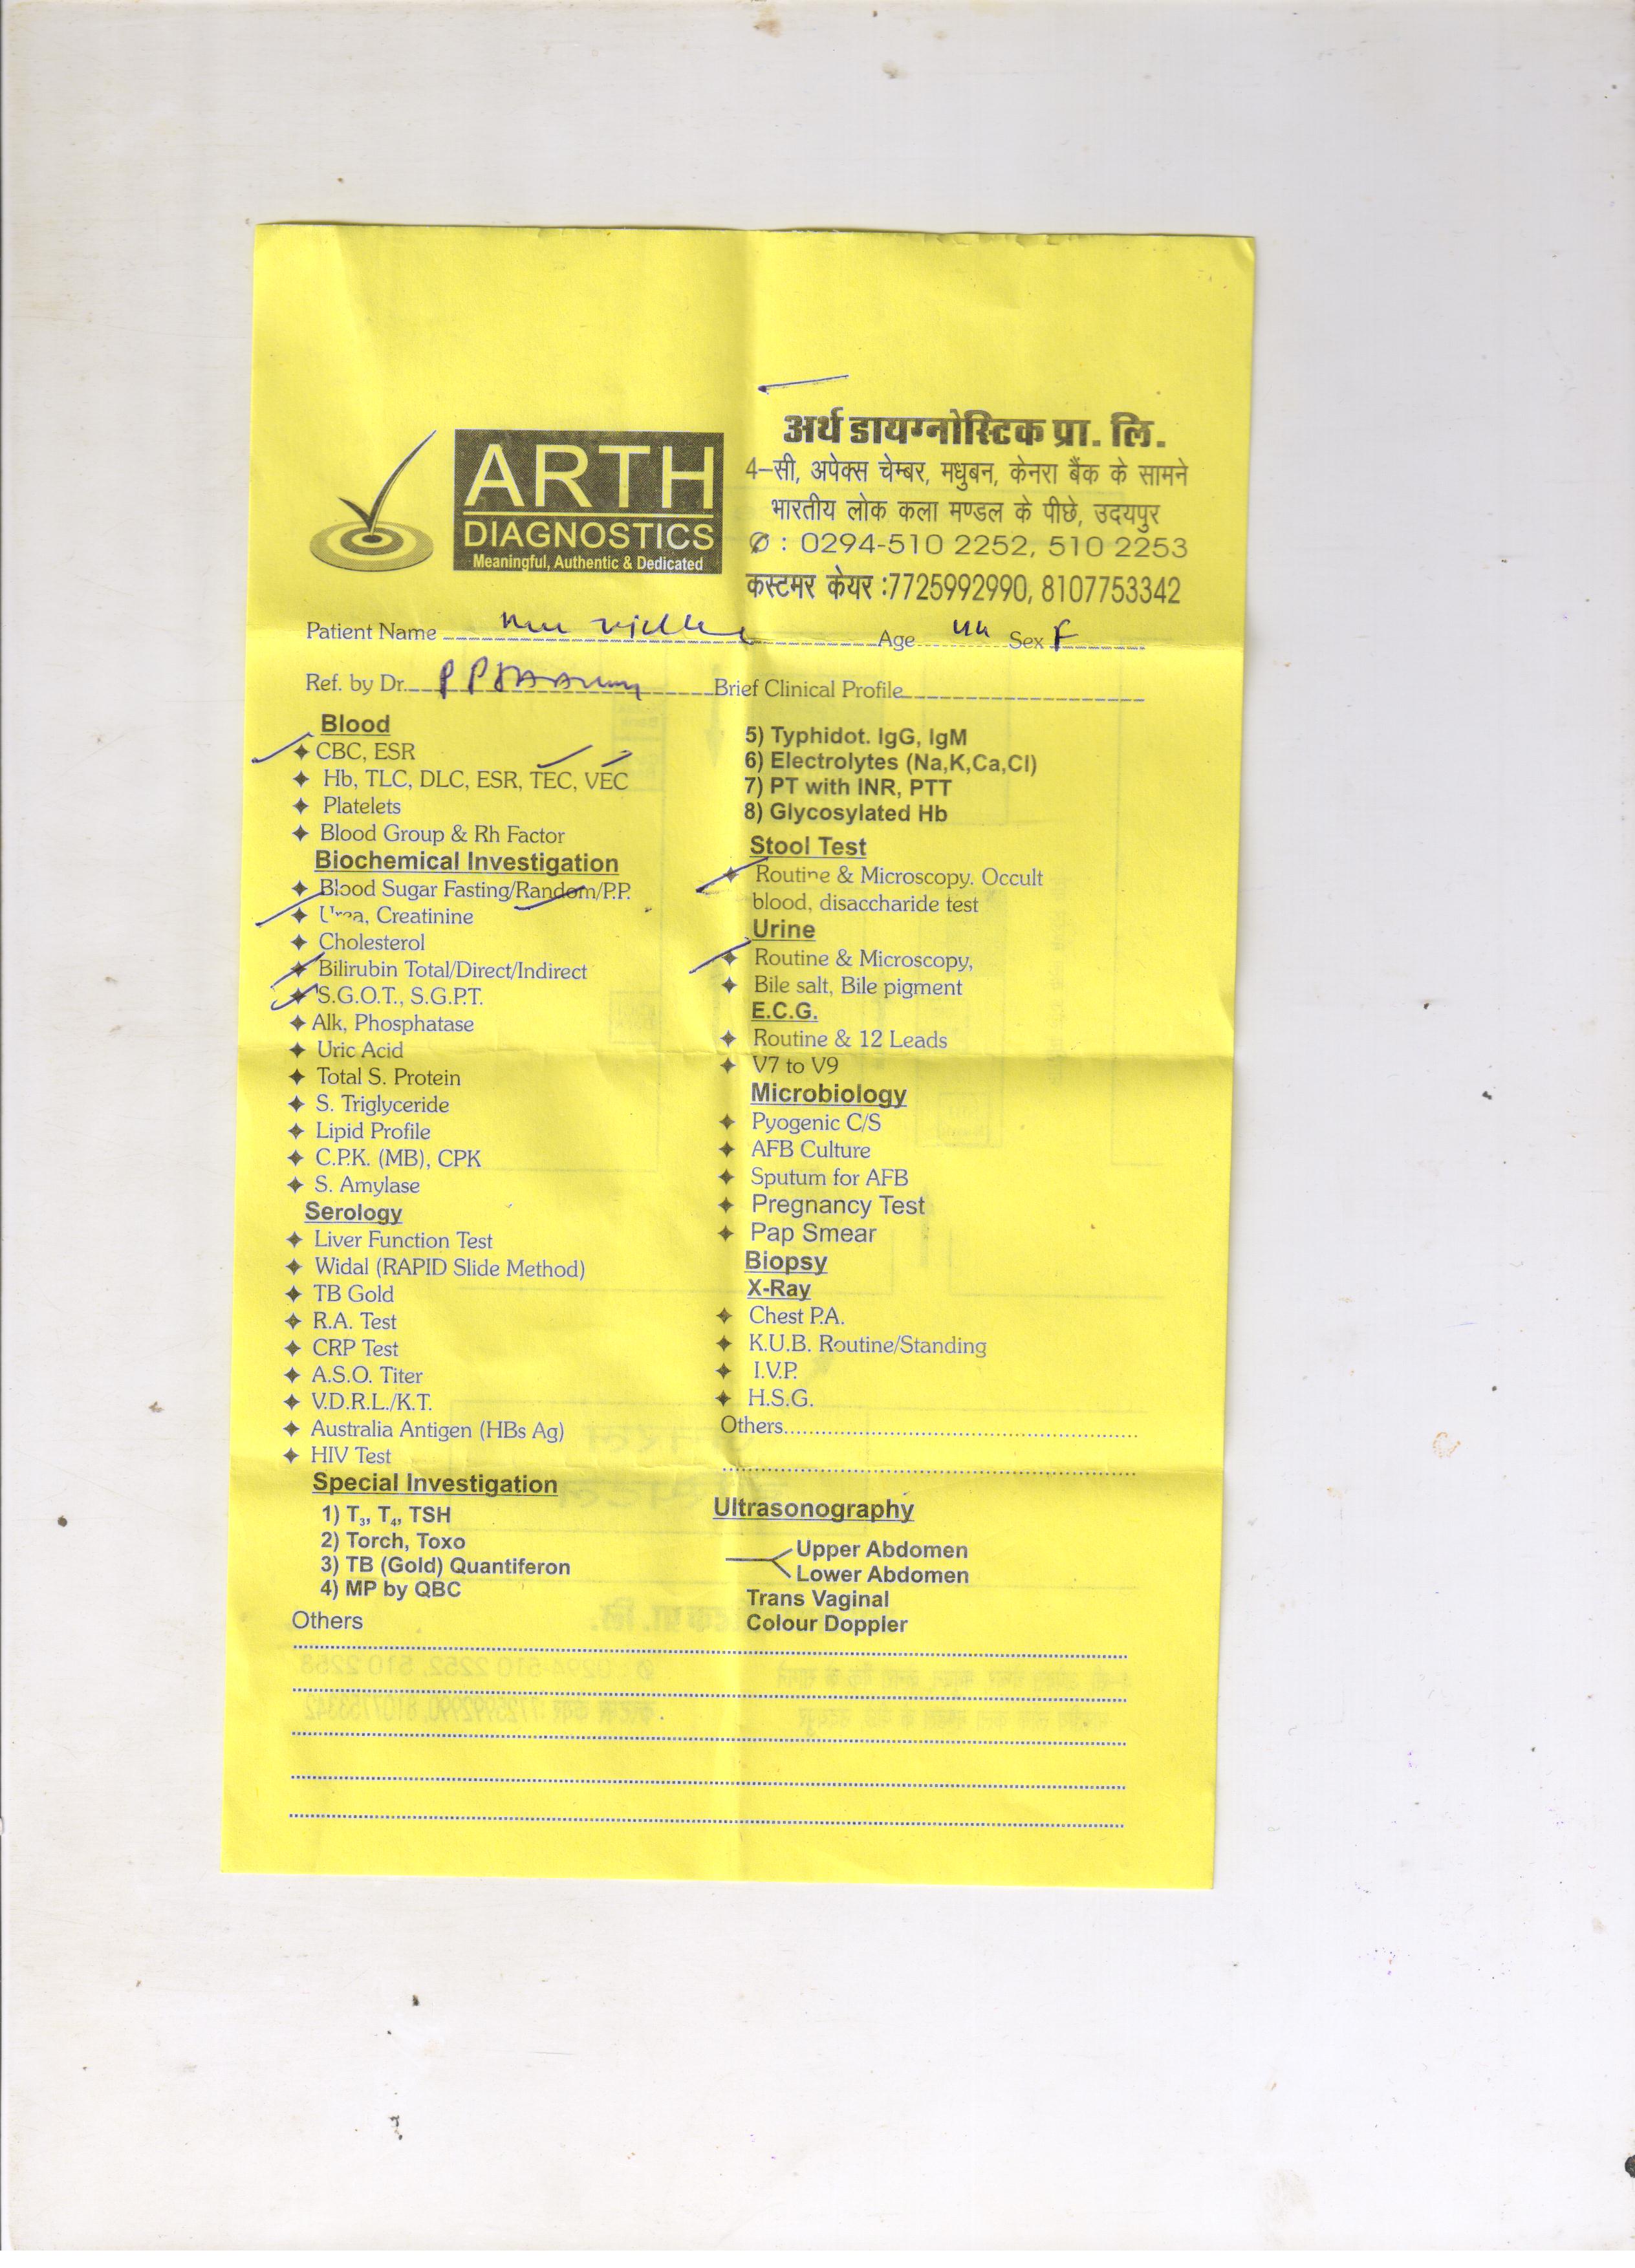 अर्थ डायग्नोस्टिक प्रा. लि.
ARTH
DIAGNOSTICS
Meaningful, Authentic & Dedicated
4-सी, अपेक्स चेम्बर, मधुबन, केनरा बैंक के सामने
भारतीय लोक कला मण्डल के पीछे, उदयपुर
✆ : 0294-510 2252, 510 2253
कस्टमर केयर :7725992990, 8107753342
Patient Name Age Sex F
Ref. by Dr. Brief Clinical Profile
Blood
CBC, ESR
Hb, TLC, DLC, ESR, TEC, VEC
Platelets
Blood Group & Rh Factor
Biochemical Investigation
Blood Sugar Fasting/Random/P.P.
Urea, Creatinine
Cholesterol
Bilirubin Total/Direct/Indirect
S.G.O.T., S.G.P.T.
Alk, Phosphatase
Uric Acid
Total S. Protein
S. Triglyceride
Lipid Profile
C.P.K. (MB), CPK
S. Amylase
Serology
Liver Function Test
Widal (RAPID Slide Method)
TB Gold
R.A. Test
CRP Test
A.S.O. Titer
V.D.R.L./K.T.
Australia Antigen (HBs Ag)
HIV Test
Special Investigation
1) T3, T4, TSH
2) Torch, Toxo
3) TB (Gold) Quantiferon
4) MP by QBC
Others
5) Typhidot. IgG, IgM
6) Electrolytes (Na,K,Ca,Cl)
7) PT with INR, PTT
8) Glycosylated Hb
Stool Test
Routine & Microscopy. Occult
blood, disaccharide test
Urine
Routine & Microscopy,
Bile salt, Bile pigment
E.C.G.
Routine & 12 Leads
V7 to V9
Microbiology
Pyogenic C/S
AFB Culture
Sputum for AFB
Pregnancy Test
Pap Smear
Biopsy
X-Ray
Chest P.A.
K.U.B. Routine/Standing
I.V.P.
H.S.G.
Others
Ultrasonography
Upper Abdomen
Lower Abdomen
Trans Vaginal
Colour Doppler